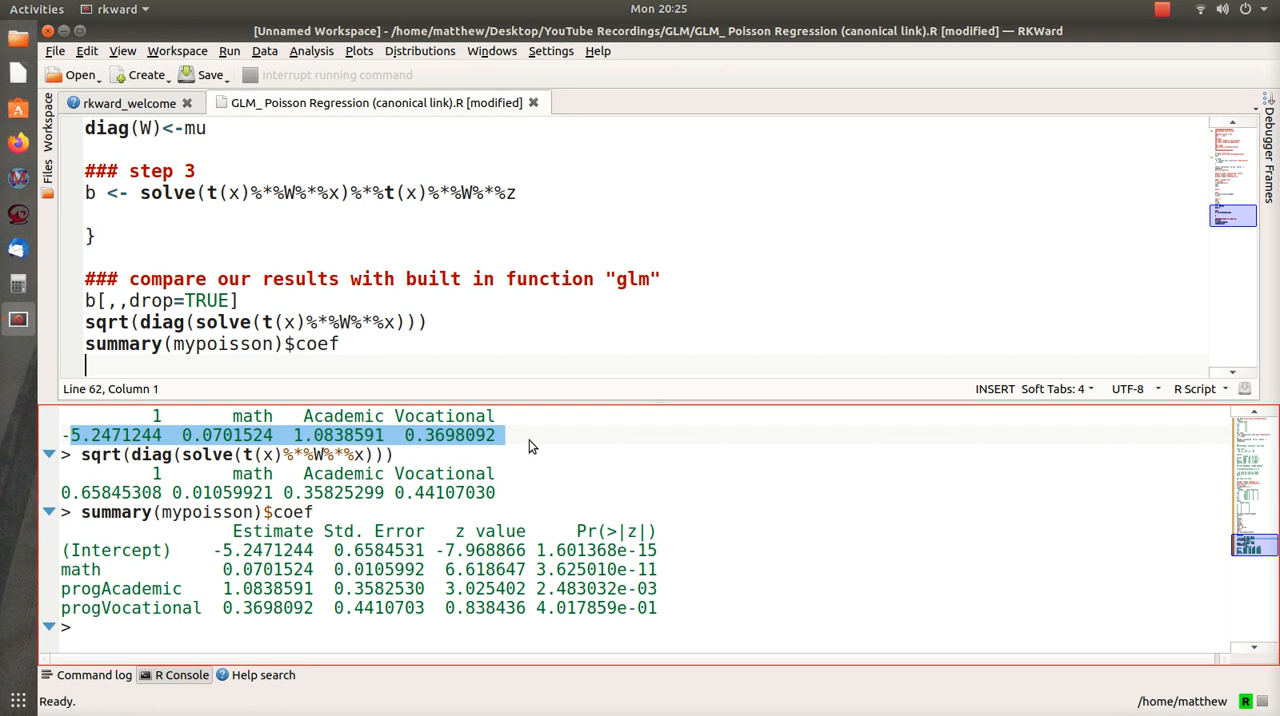 Activities rkward Mon 20:25
[Unnamed Workspace] - /home/matthew/Desktop/YouTube Recordings/GLM/GLM_ Poisson Regression (canonical link).R [modified] — RKWard
File Edit View Workspace Run Data Analysis Plots Distributions Windows Settings Help
Open Create Save Interrupt running command
rkward_welcome GLM_ Poisson Regression (canonical link).R [modified]
Workspace
Files
Debugger Frames
diag(W)<-mu
### step 3
b <- solve(t(x)%*%W%*%x)%*%t(x)%*%W%*%z
}
### compare our results with built in function "glm"
b[,,drop=TRUE]
sqrt(diag(solve(t(x)%*%W%*%x)))
summary(mypoisson)$coef
Line 62, Column 1 INSERT Soft Tabs: 4 UTF-8 R Script
1 math Academic Vocational
-5.2471244 0.0701524 1.0838591 0.3698092
> sqrt(diag(solve(t(x)%*%W%*%x)))
1 math Academic Vocational
0.65845308 0.01059921 0.35825299 0.44107030
> summary(mypoisson)$coef
Estimate Std. Error z value Pr(>|z|)
(Intercept) -5.2471244 0.6584531 -7.968866 1.601368e-15
math 0.0701524 0.0105992 6.618647 3.625010e-11
progAcademic 1.0838591 0.3582530 3.025402 2.483032e-03
progVocational 0.3698092 0.4410703 0.838436 4.017859e-01
>
Command log R Console Help search
Ready. /home/matthew R